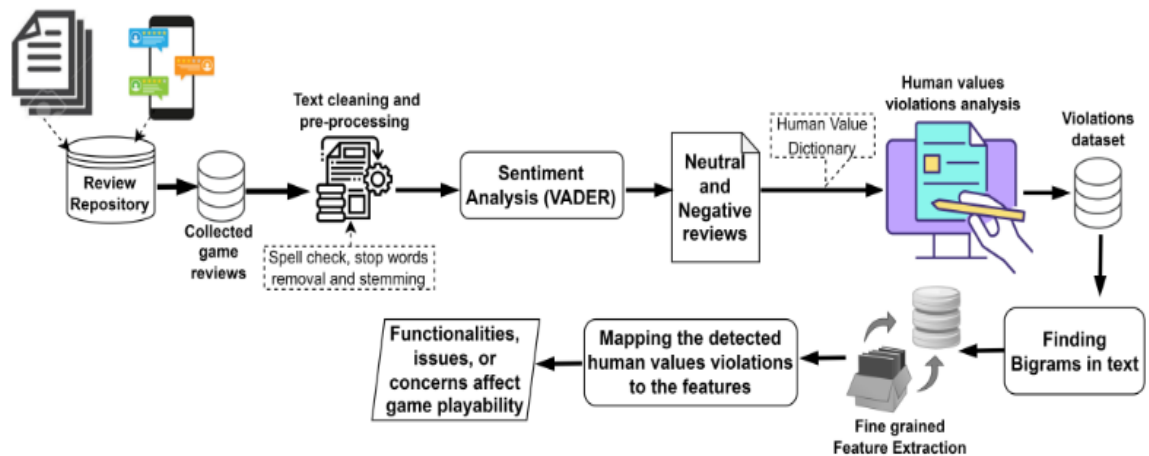 Review
Repository
Collected
game
reviews
Text cleaning and
pre-processing
Spell check, stop words
removal and stemming
Sentiment
Analysis (VADER)
Neutral
and
Negative
reviews
Human Value
Dictionary
Human values
violations analysis
Violations
dataset
Finding
Bigrams in text
Fine grained
Feature Extraction
Mapping the detected
human values violations
to the features
Functionalities,
issues, or
concerns affect
game playability